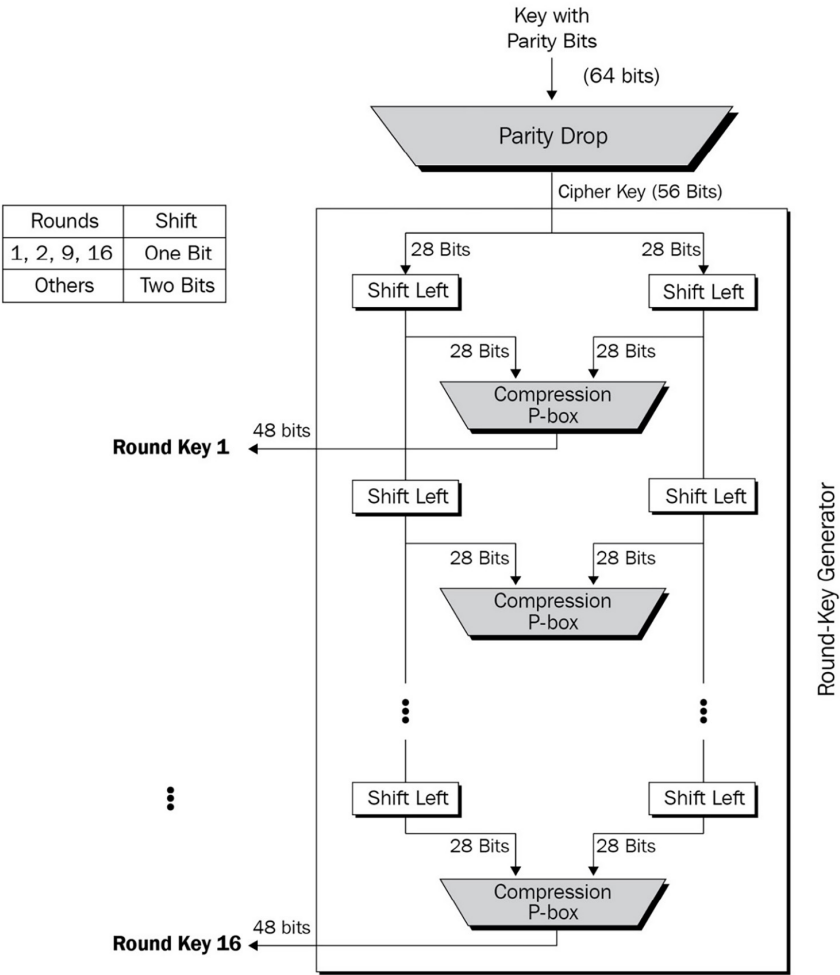 Key with
Parity Bits
(64 bits)
Parity Drop
Cipher Key (56 Bits)
Rounds Shift
1, 2, 9, 16 One Bit
Others Two Bits
28 Bits 28 Bits
Shift Left Shift Left
28 Bits 28 Bits
Compression
P-box
48 bits
Round Key 1
Shift Left Shift Left
28 Bits 28 Bits
Compression
P-box
Round-Key Generator
Shift Left Shift Left
28 Bits 28 Bits
Compression
P-box
48 bits
Round Key 16